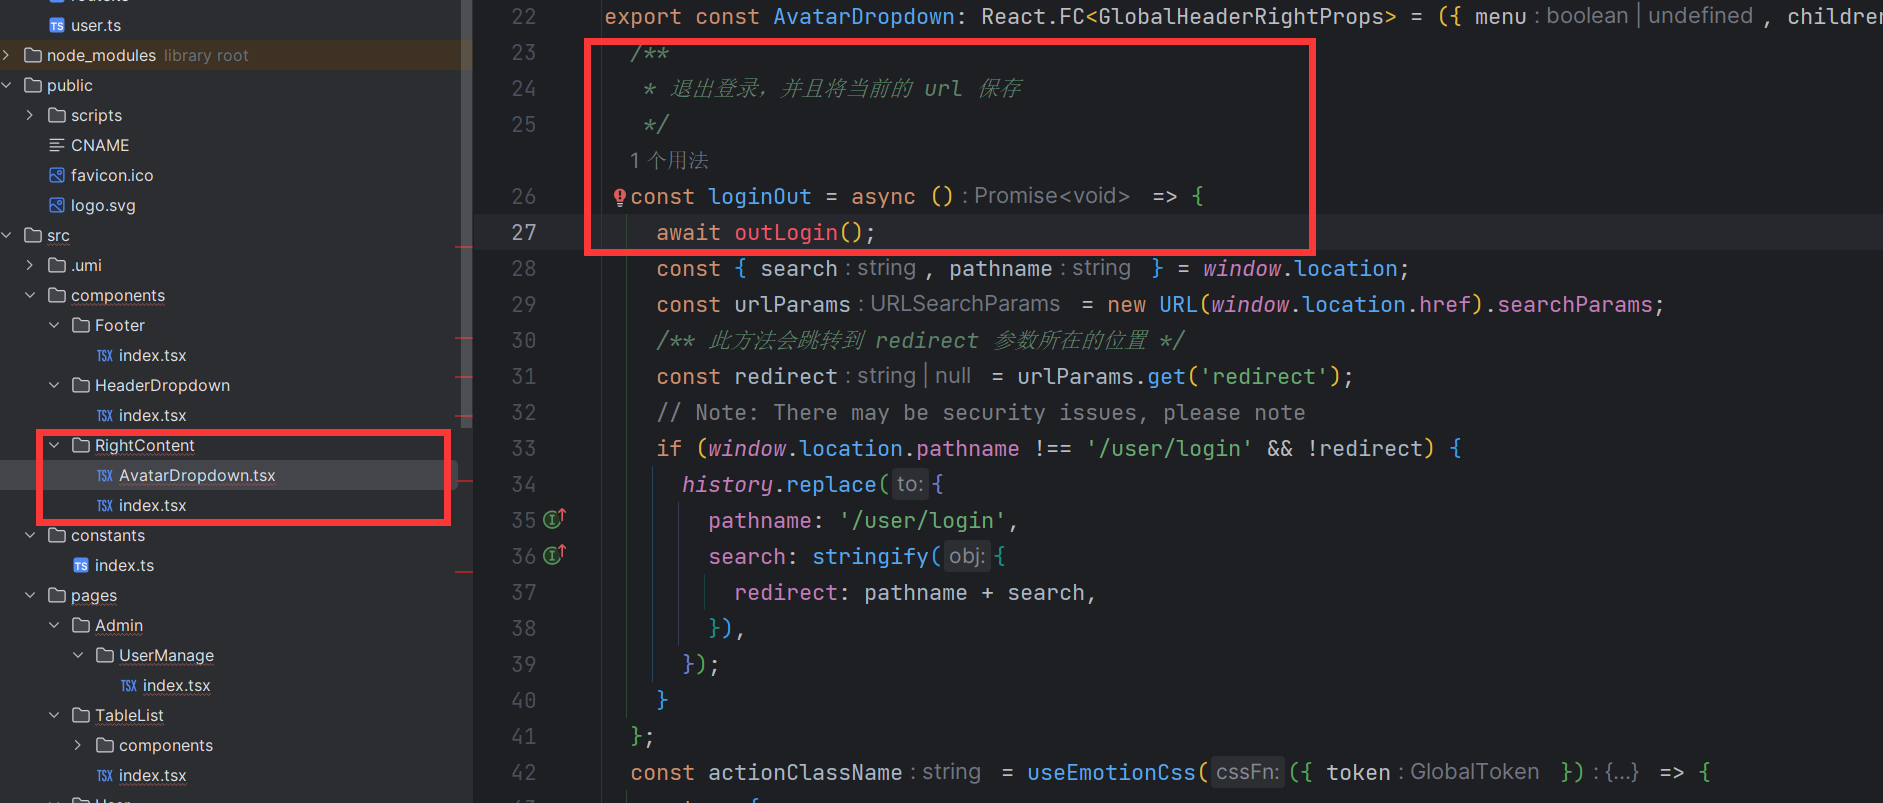 user.ts
node_modules library root
public
scripts
CNAME
favicon.ico
logo.svg
src
.umi
components
Footer
index.tsx
HeaderDropdown
index.tsx
RightContent
AvatarDropdown.tsx
index.tsx
constants
index.ts
pages
Admin
UserManage
index.tsx
TableList
components
index.tsx
22 export const AvatarDropdown: React.FC<GlobalHeaderRightProps> = ({ menu : boolean | undefined , children
23 /**
24 * 退出登录，并且将当前的 url 保存
25 */
1 个用法
26 const loginOut = async () : Promise<void> => {
27 await outLogin();
28 const { search : string , pathname : string } = window.location;
29 const urlParams : URLSearchParams = new URL(window.location.href).searchParams;
30 /** 此方法会跳转到 redirect 参数所在的位置 */
31 const redirect : string | null = urlParams.get('redirect');
32 // Note: There may be security issues, please note
33 if (window.location.pathname !== '/user/login' && !redirect) {
34 history.replace( to: {
35 pathname: '/user/login',
36 search: stringify( obj: {
37 redirect: pathname + search,
38 }),
39 });
40 }
41 };
42 const actionClassName : string = useEmotionCss( cssFn: ({ token : GlobalToken }) : {...} => {